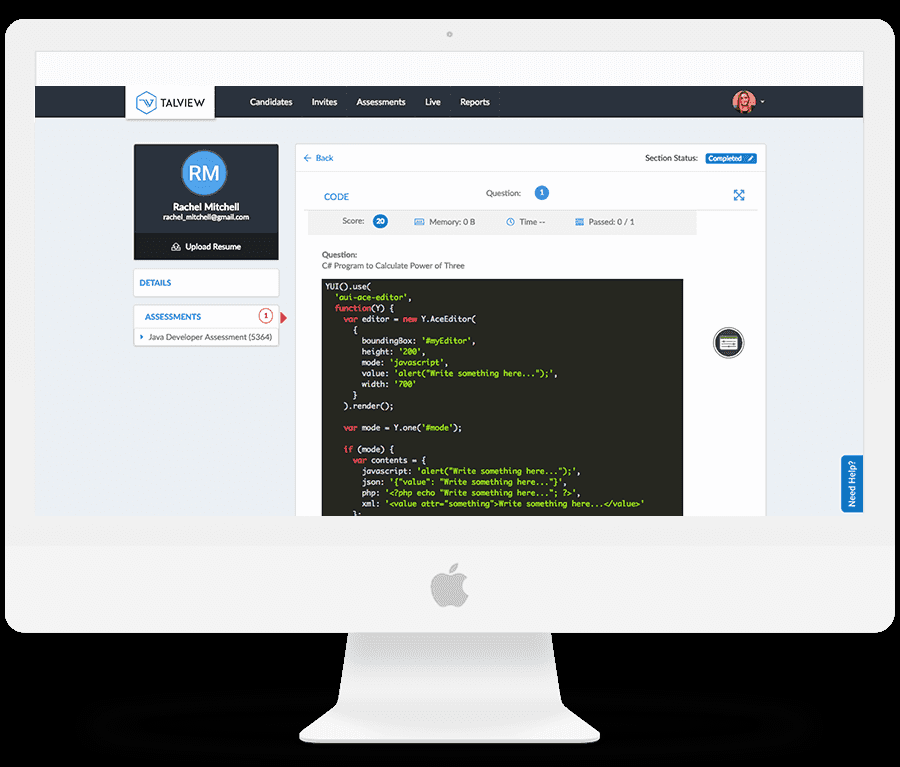 TALVIEW
Candidates Invites Assessments Live Reports
RM
Rachel Mitchell
rachel_mitchell@gmail.com
Upload Resume
DETAILS
ASSESSMENTS 1
Java Developer Assessment (5364)
Back
Section Status: Completed
CODE
Question: 1
Score: 20 Memory: 0 B Time -- Passed: 0 / 1
Question:
C# Program to Calculate Power of Three
YUI().use(
'aui-ace-editor',
function(Y) {
var editor = new Y.AceEditor(
{
boundingBox: '#myEditor',
height: '200',
mode: 'javascript',
value: 'alert("Write something here...");',
width: '700'
}
).render();
var mode = Y.one('#mode');
if (mode) {
var contents = {
javascript: 'alert("Write something here...");',
json: '{"value": "Write something here..."}',
php: '<?php echo "Write something here..."; ?>',
xml: '<value attr="something">Write something here...</value>'
};
Need Help?